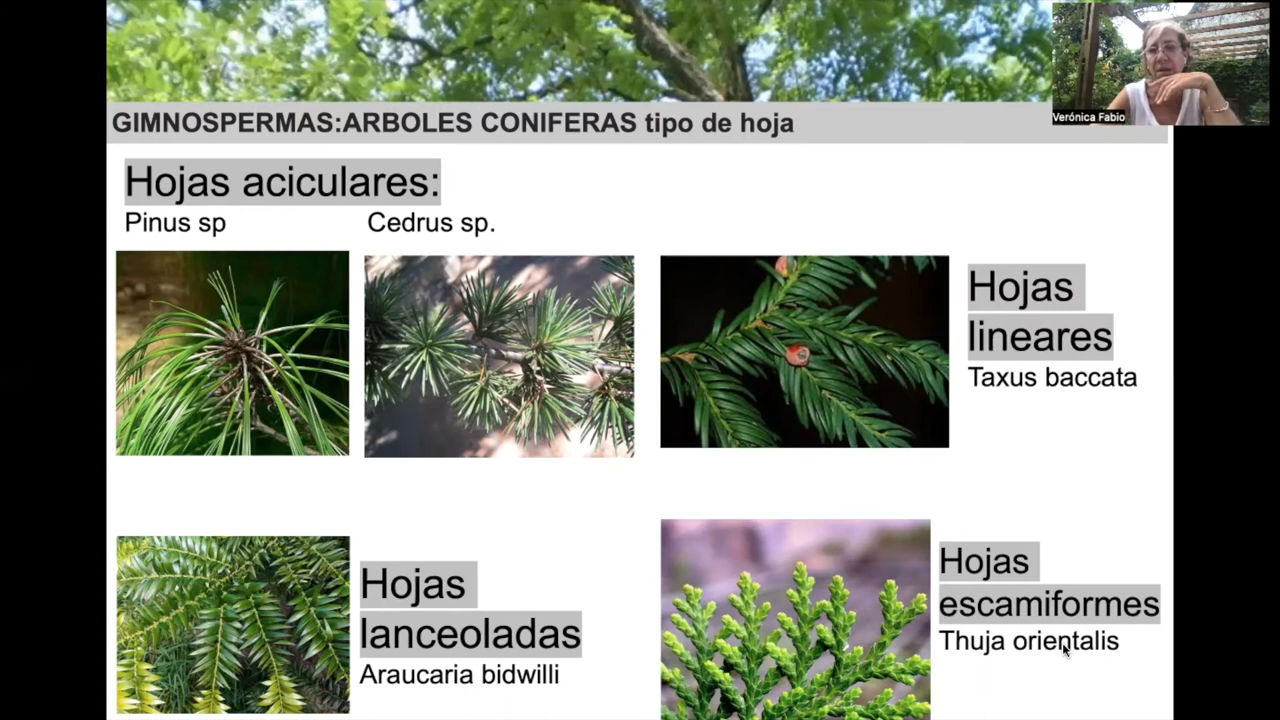 GIMNOSPERMAS:ARBOLES CONIFERAS tipo de hoja
Verónica Fabio
Hojas aciculares:
Pinus sp
Cedrus sp.
Hojas
lineares
Taxus baccata
Hojas
lanceoladas
Araucaria bidwilli
Hojas
escamiformes
Thuja orientalis